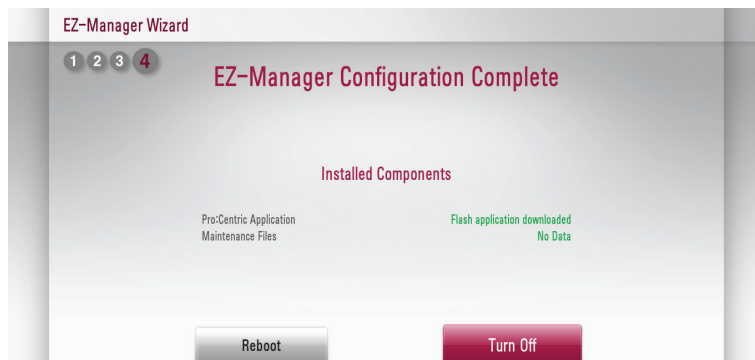 EZ-Manager Wizard
1 2 3 4
EZ-Manager Configuration Complete
Installed Components
Pro:Centric Application Flash application downloaded
Maintenance Files No Data
Reboot Turn Off